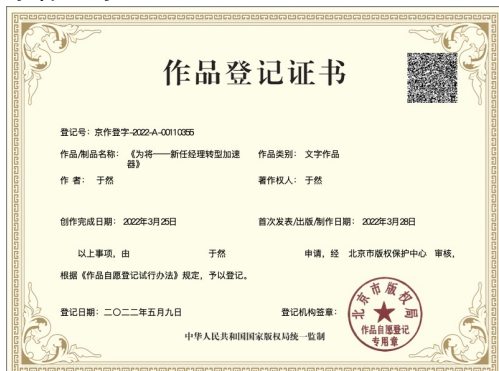 作品登记证书
登记号：京作登字-2022-A-00110355
作品/制品名称：《为将——新任经理转型加速器》 作品类别：文字作品
作 者：于然 著作权人：于然
创作完成日期：2022年3月25日 首次发表/出版/制作日期：2022年3月28日
以上事项，由 于然 申请，经 北京市版权保护中心 审核，
根据《作品自愿登记试行办法》规定，予以登记。
登记日期：二〇二二年五月九日 登记机构签章：
中华人民共和国国家版权局统一监制
北京市版权局
作品自愿登记
专用章